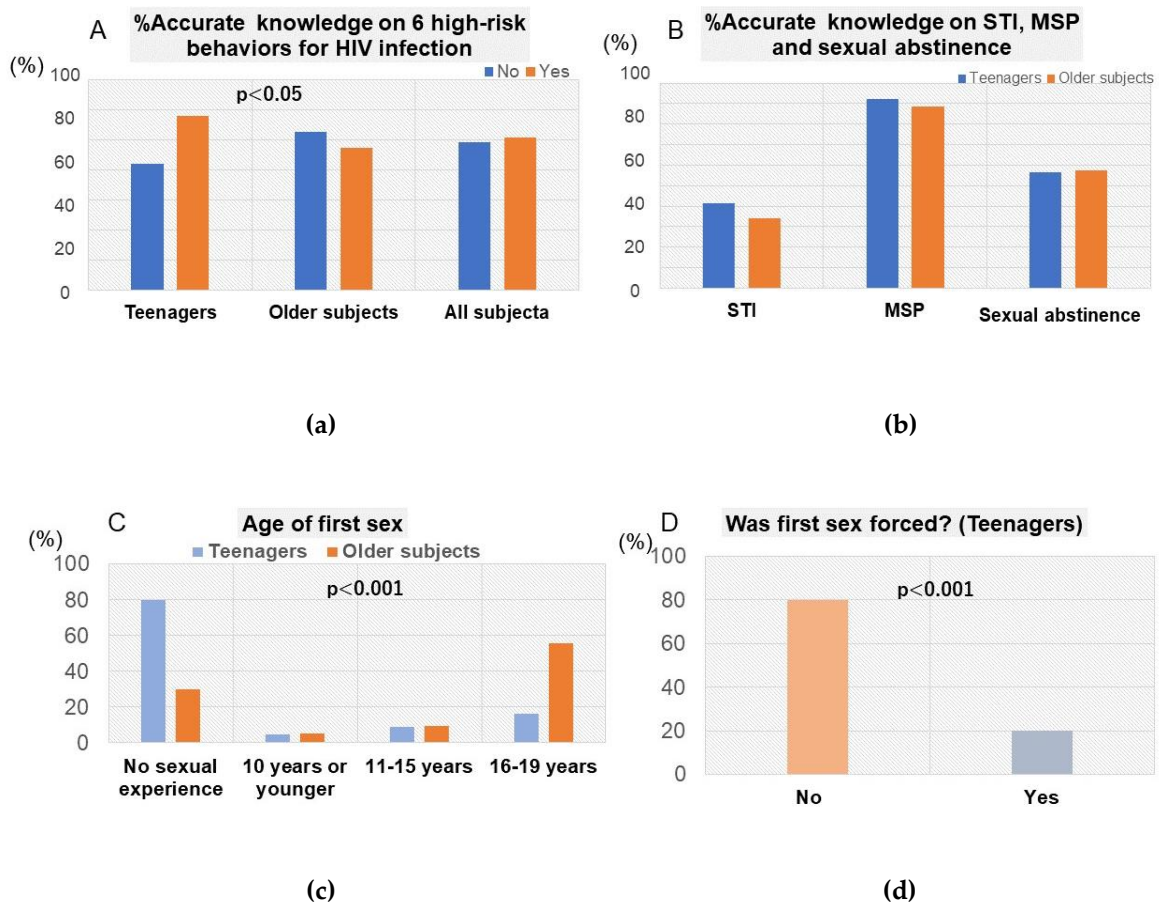 A
%Accurate knowledge on 6 high-risk
behaviors for HIV infection
(%)
No Yes
p<0.05
100
80
60
40
20
0
Teenagers Older subjects All subjecta
(a)
B
%Accurate knowledge on STI, MSP
and sexual abstinence
(%)
Teenagers Older subjects
100
80
60
40
20
0
STI MSP Sexual abstinence
(b)
C
Age of first sex
(%)
Teenagers Older subjects
p<0.001
100
80
60
40
20
0
No sexual
experience
10 years or
younger
11-15 years
16-19 years
(c)
D
Was first sex forced? (Teenagers)
(%)
p<0.001
100
80
60
40
20
0
No Yes
(d)